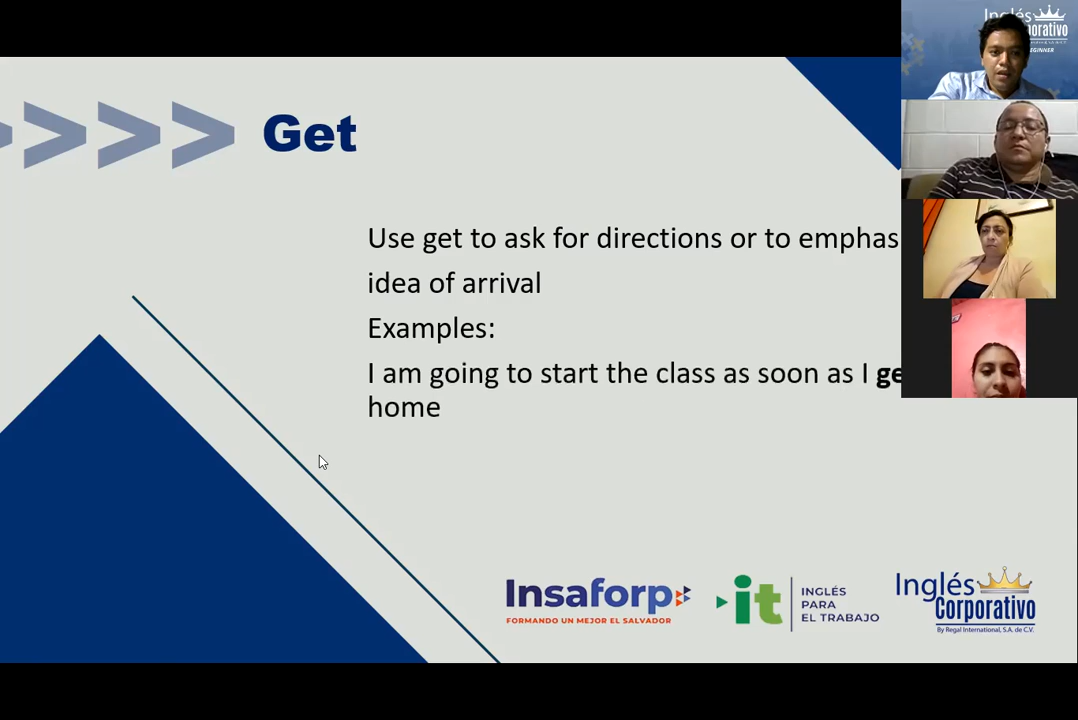 Get
Use get to ask for directions or to emphas
idea of arrival
Examples:
I am going to start the class as soon as I ge
home
Insaforp
FORMANDO UN MEJOR EL SALVADOR
it
INGLÉS
PARA
EL TRABAJO
Inglés
Corporativo
By Regal International, S.A. de C.V.